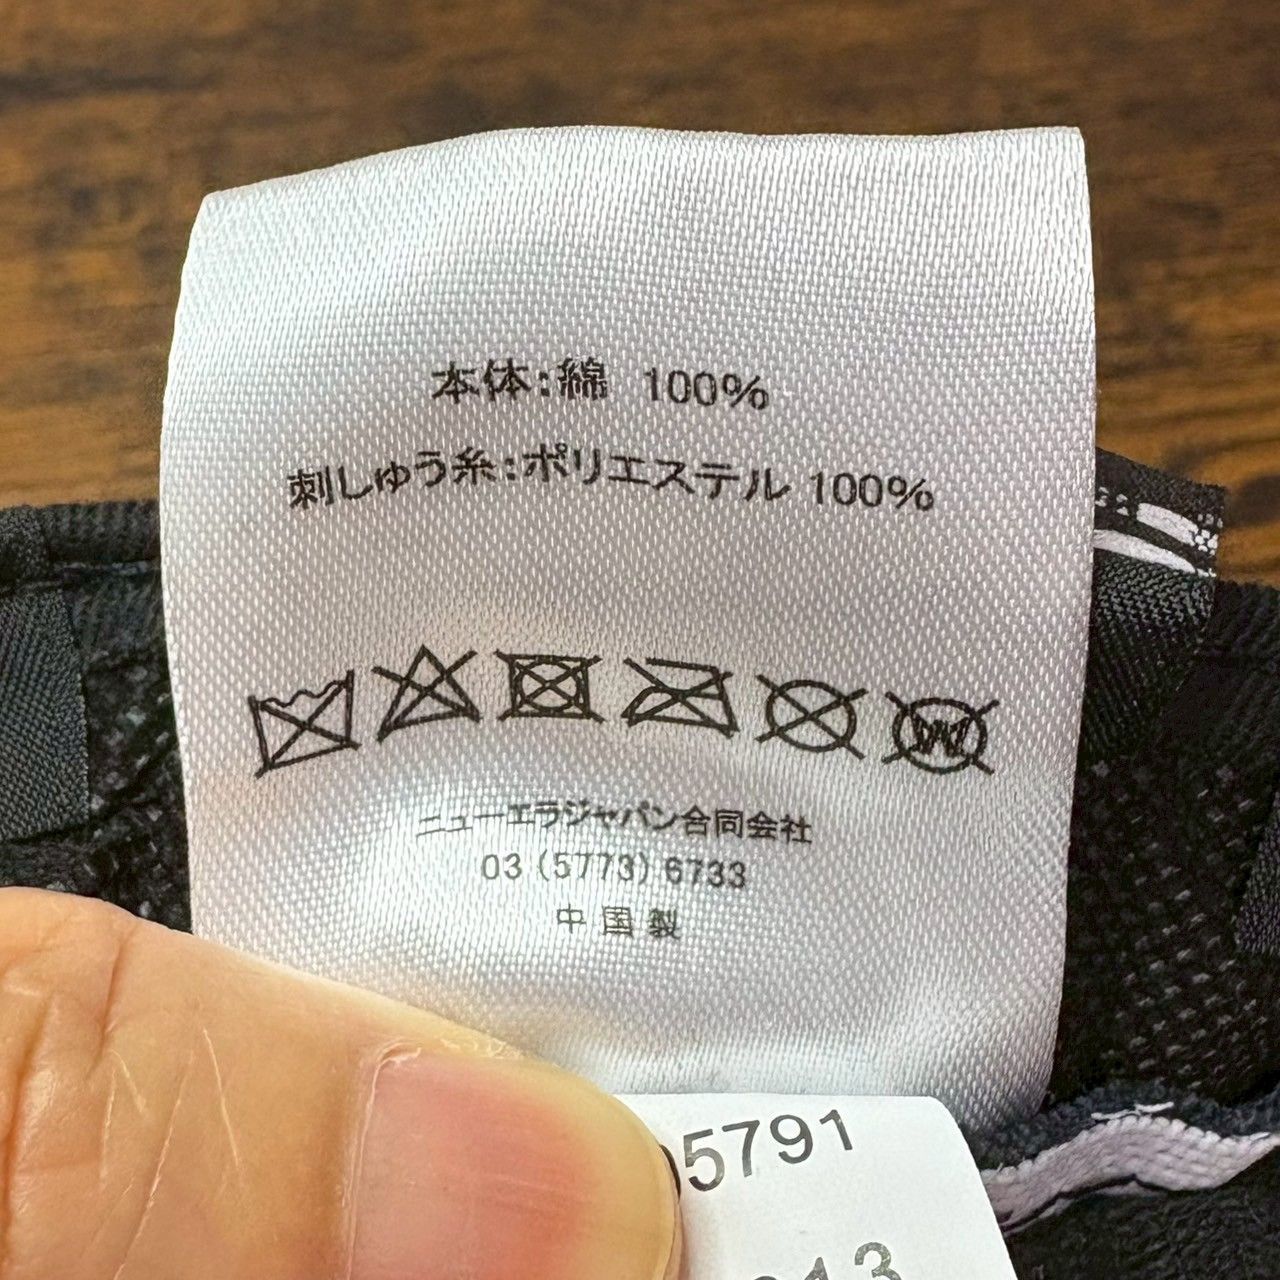 本体:綿 100%
刺しゅう糸:ポリエステル 100%
W
ニューエラジャパン合同会社
03 (5773) 6733
中国製
5791
13